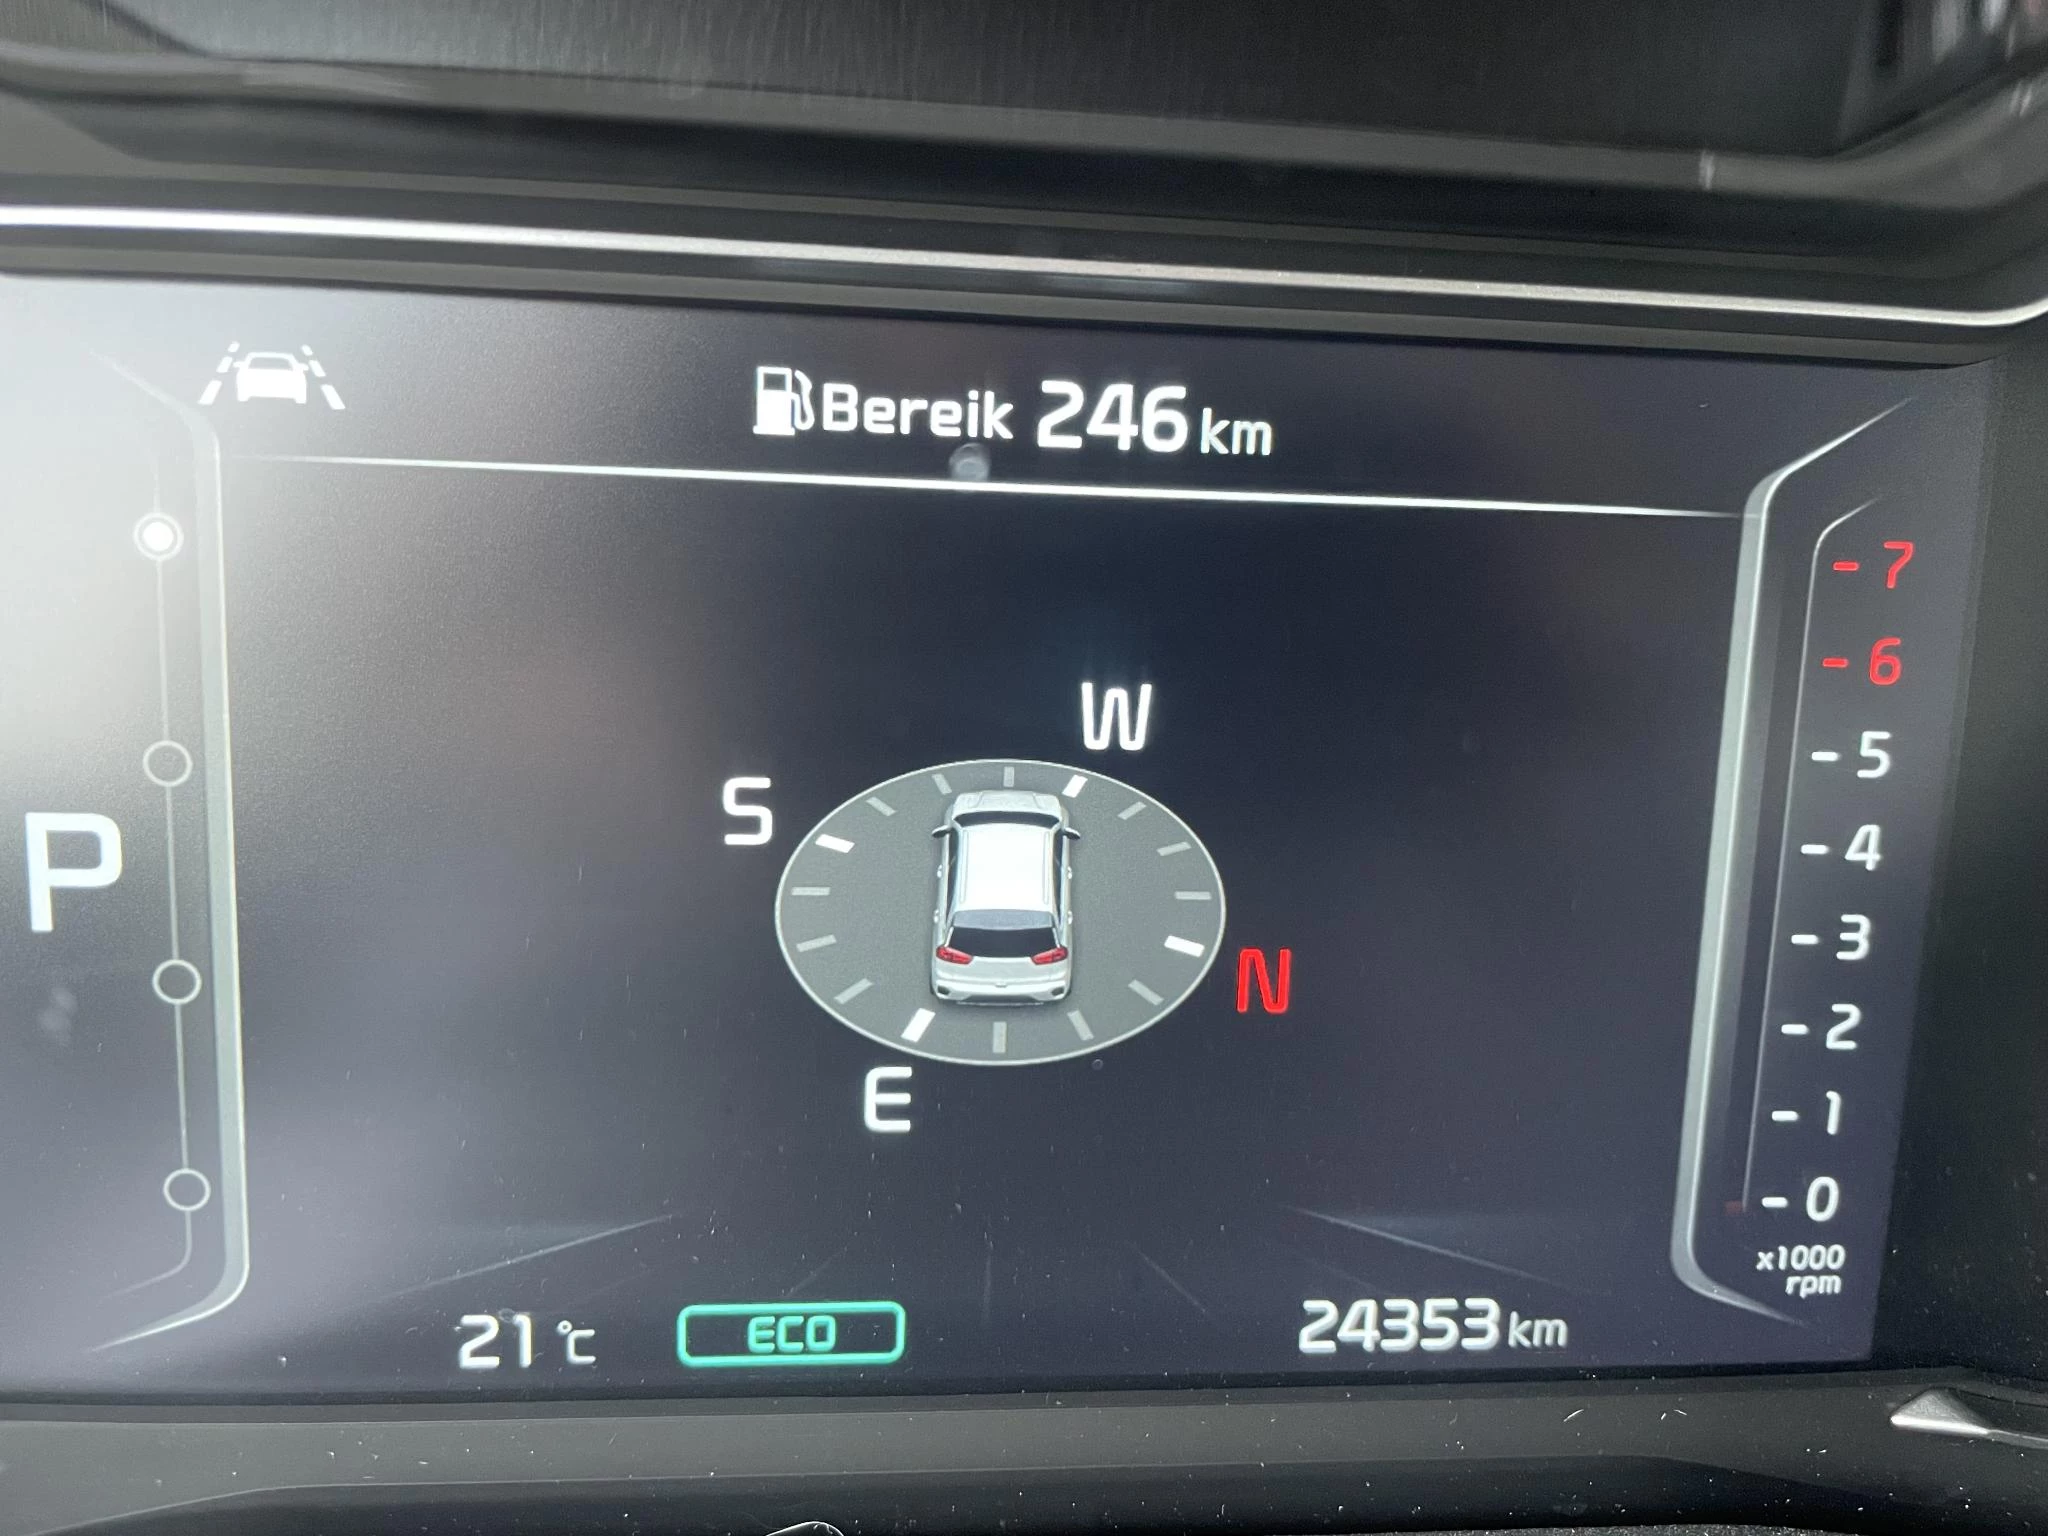 Bereik 246 km
W
S
N
E
P
- 7
- 6
- 5
- 4
- 3
- 2
- 1
- 0
x1000
rpm
21 °C
ECO
24353 km